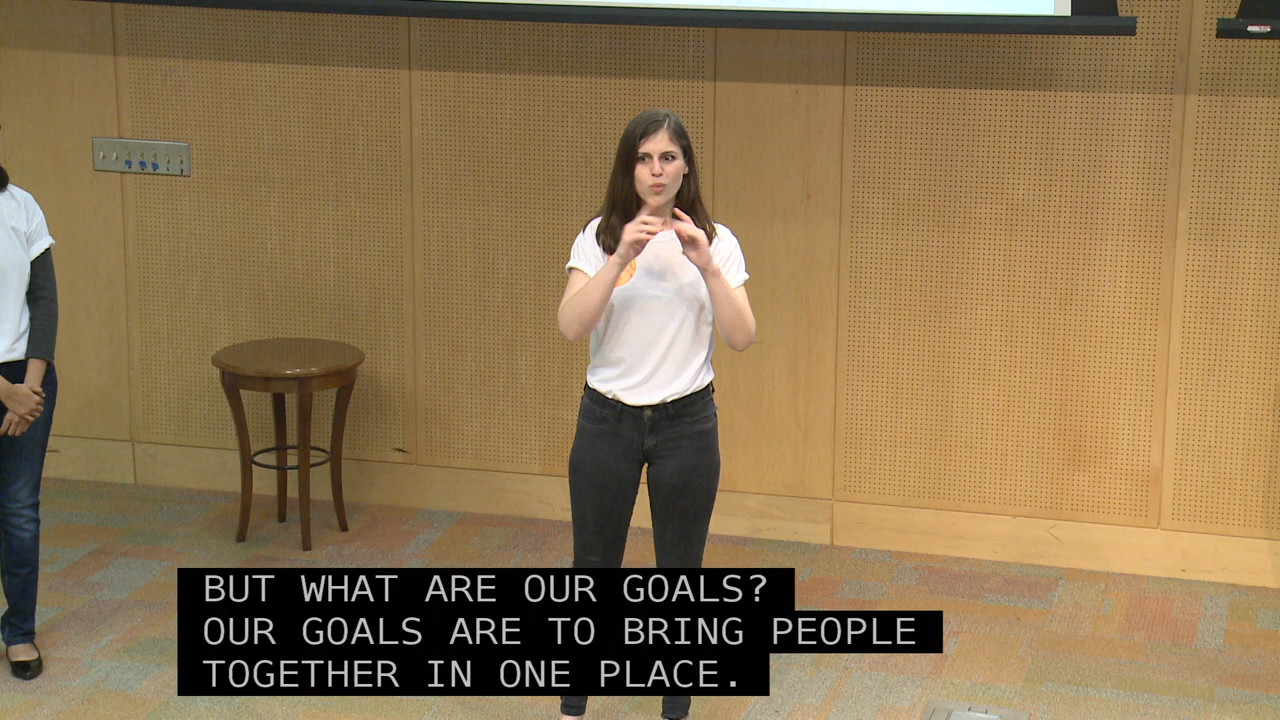 BUT WHAT ARE OUR GOALS?
OUR GOALS ARE TO BRING PEOPLE
TOGETHER IN ONE PLACE.